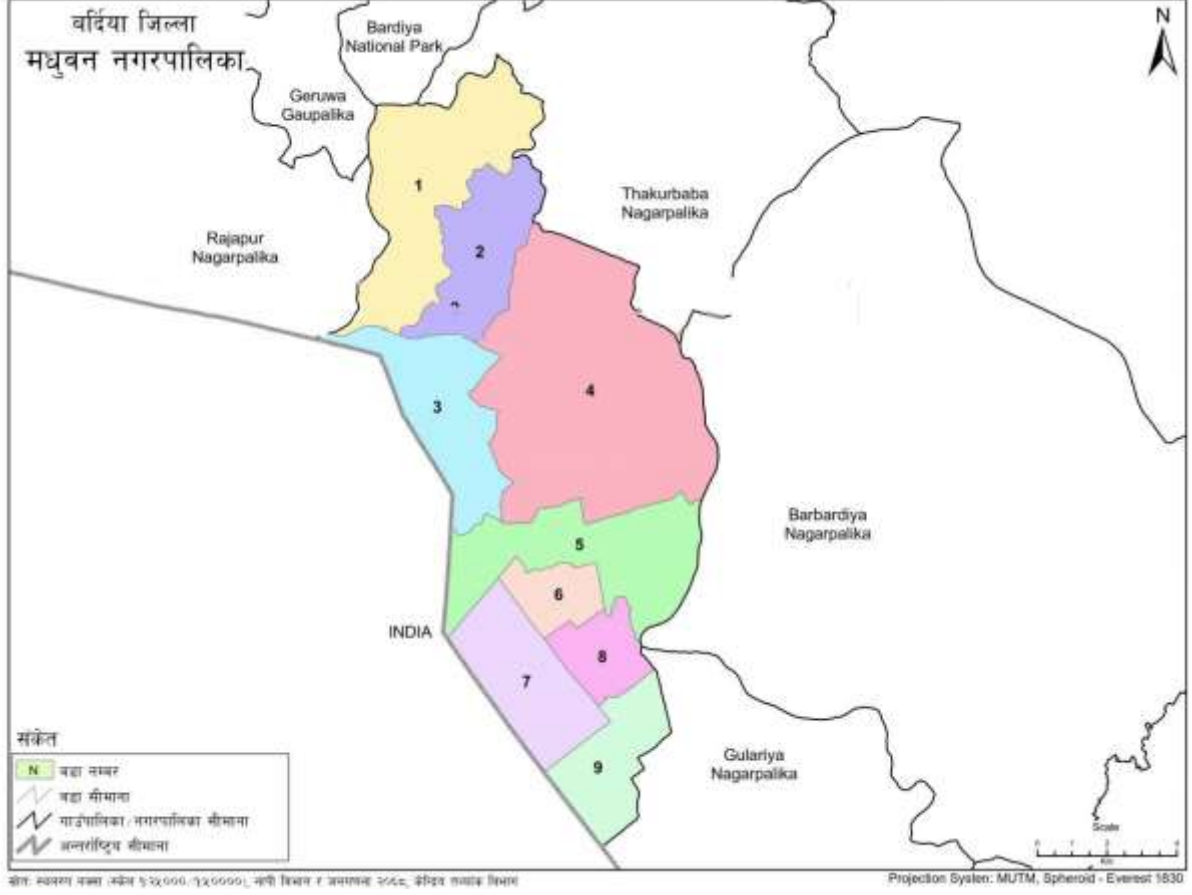 बर्दिया जिल्ला
मधुबन नगरपालिका
Bardiya
National Park
N
Geruwa
Gaupalika
1
Thakurbaba
Nagarpalika
Rajapur
Nagarpalika
2
4
3
Barbardiya
Nagarpalika
5
6
INDIA
8
7
Gulariya
Nagarpalika
9
संकेत
N वडा नम्बर
वडा सीमाना
गाउँपालिका/नगरपालिका सीमाना
अन्तर्राष्ट्रिय सीमाना
Scale
Km
Projection System: MUTM, Spheroid - Everest 1830